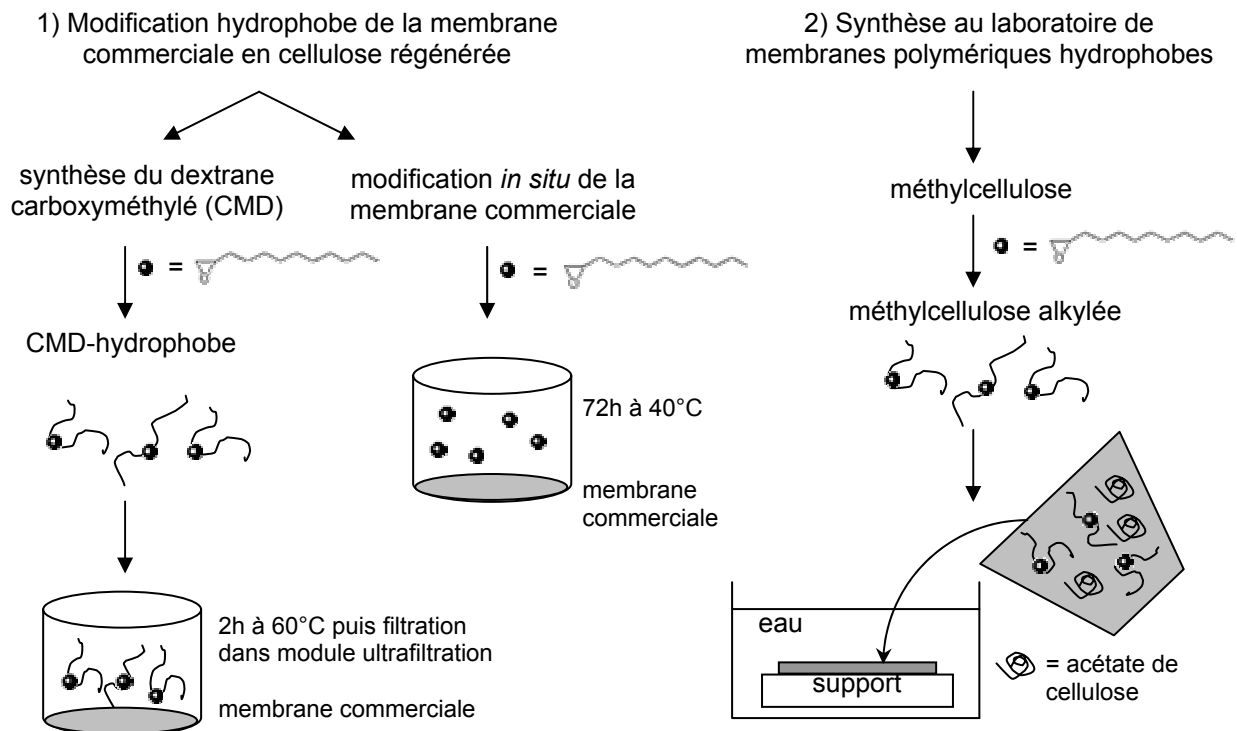 1) Modification hydrophobe de la membrane
commerciale en cellulose régénérée
synthèse du dextrane
carboxyméthylé (CMD)
=
CMD-hydrophobe
2h à 60°C puis filtration
dans module ultrafiltration
membrane commerciale
modification in situ de la
membrane commerciale
=
72h à 40°C
membrane
commerciale
2) Synthèse au laboratoire de
membranes polymériques hydrophobes
méthylcellulose
=
méthylcellulose alkylée
eau
support
= acétate de
cellulose